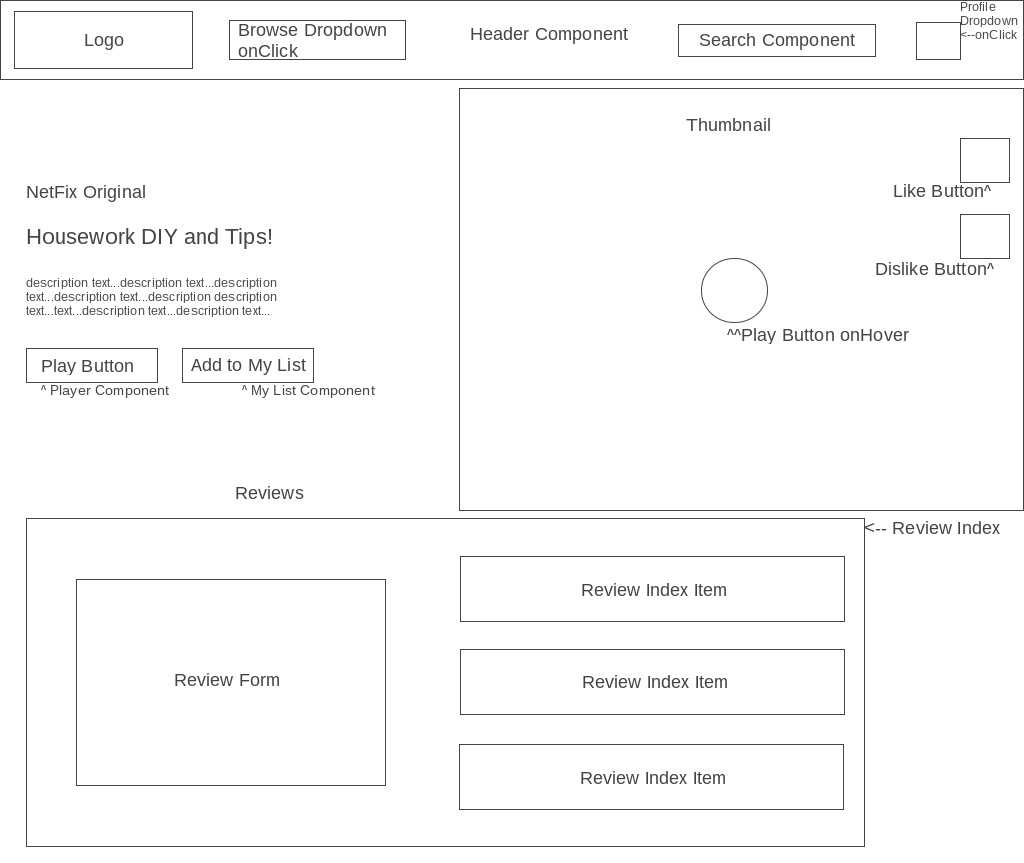 Logo
Browse Dropdown
onClick
Header Component
Search Component
Profile
Dropdown
<--onClick
Thumbnail
Like Button^
Dislike Button^
^^Play Button onHover
NetFix Original
Housework DIY and Tips!
description text...description text...description
text...description text...description description
text...text...description text...description text...
Play Button
Add to My List
^ Player Component
^ My List Component
Reviews
<-- Review Index
Review Form
Review Index Item
Review Index Item
Review Index Item